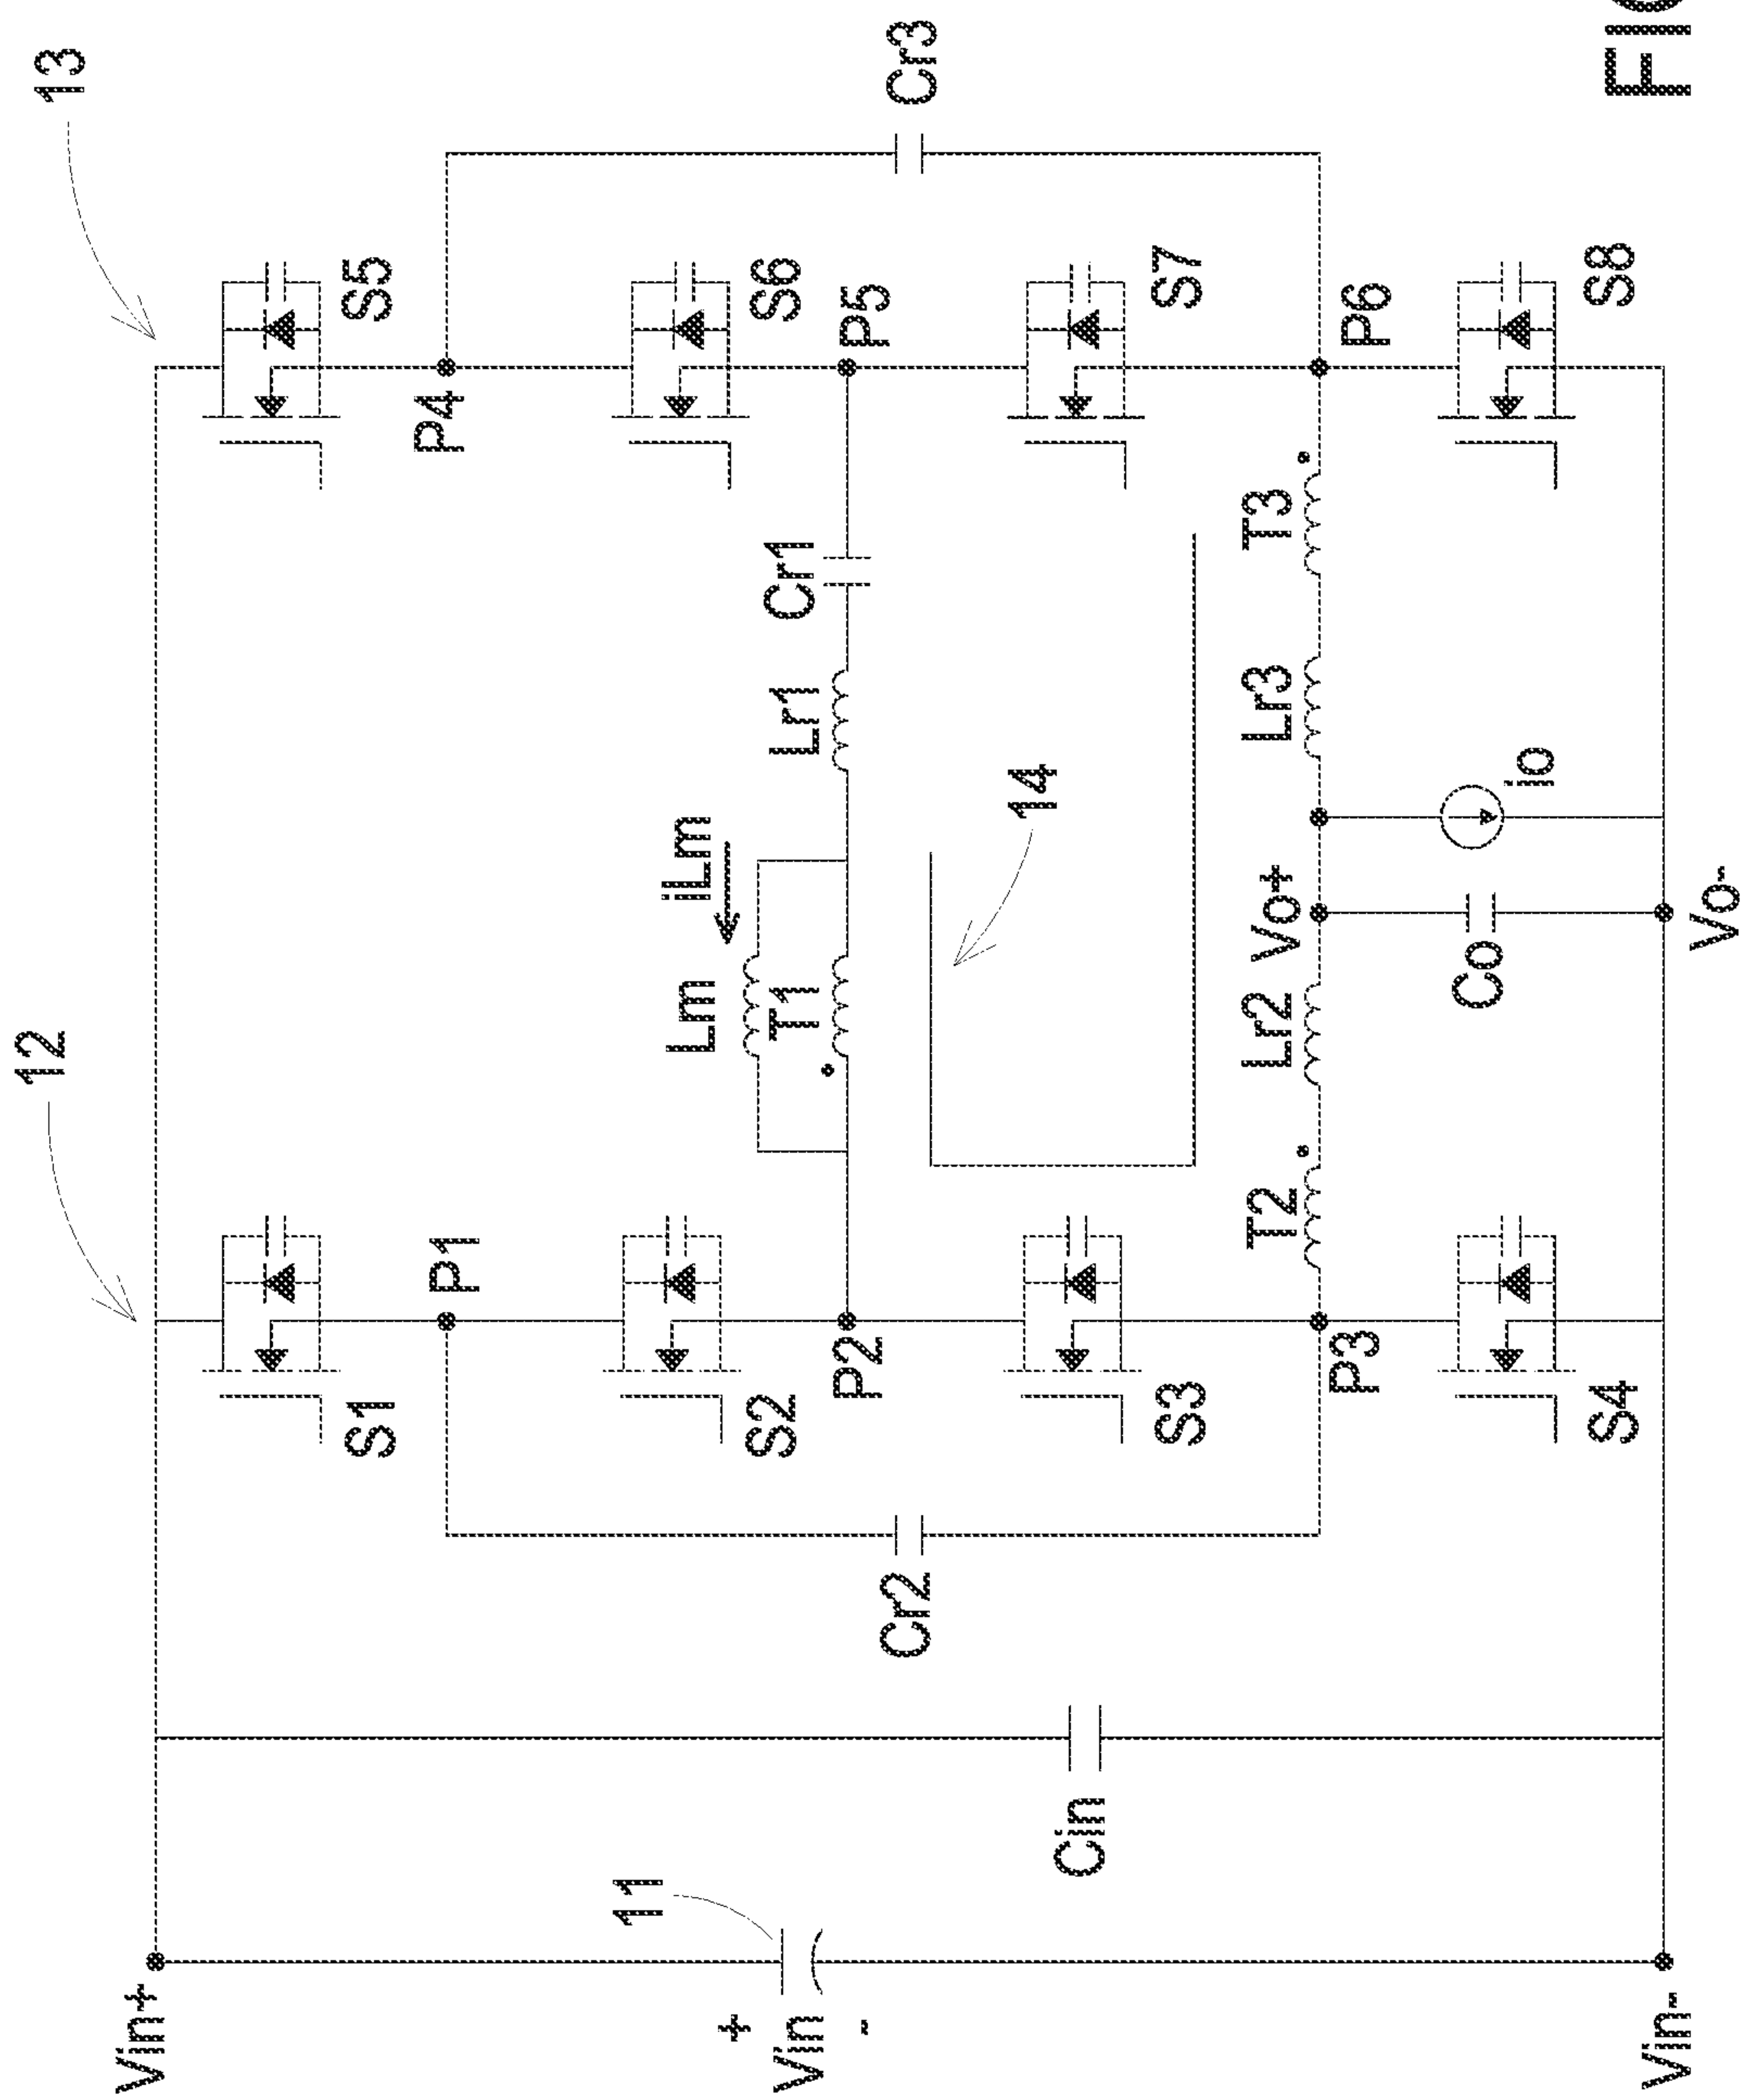 12
13
Vin+
S1
S5
P1
P4
11
Lm
iLm
S2
S6
+
Vin
-
T1
Lr1
Cr1
P2
P5
Cr2
Cr3
14
Cin
S3
S7
T2
Lr2
Vo+
Lr3
T3
P3
P6
Co
io
S4
S8
Vin-
Vo-